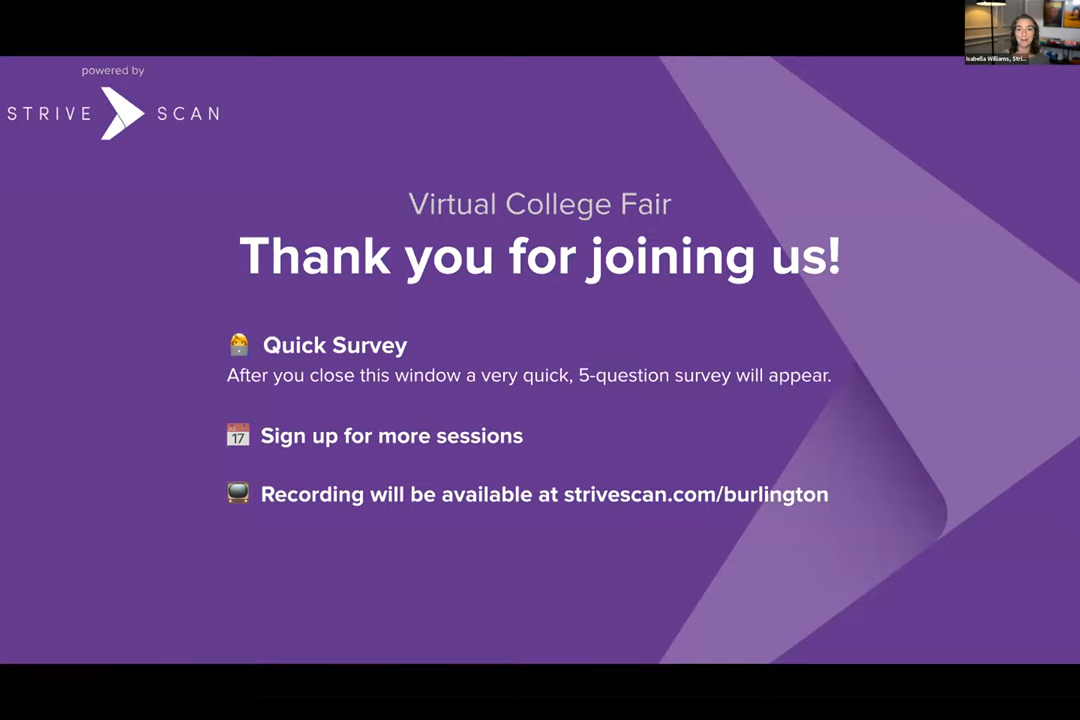 powered by
STRIVE SCAN
Isabella Williams, Stri...
Virtual College Fair
Thank you for joining us!
Quick Survey
After you close this window a very quick, 5-question survey will appear.
17
Sign up for more sessions
Recording will be available at strivescan.com/burlington